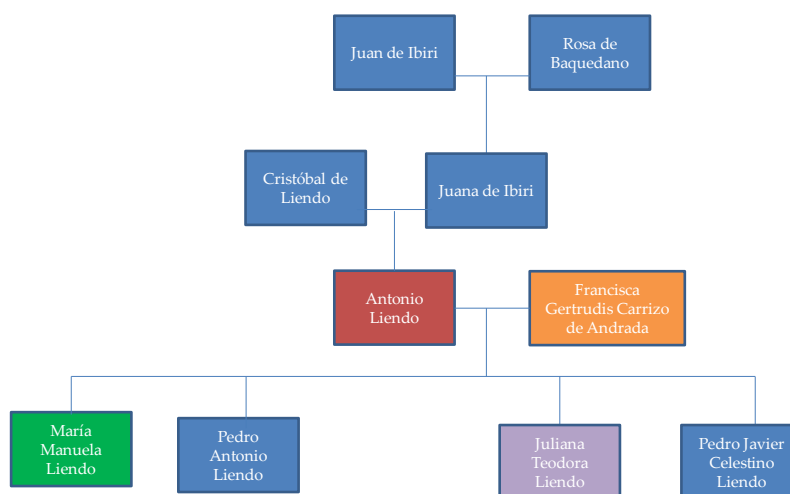 Juan de Ibiri
Rosa de
Baquedano
Cristóbal de
Liendo
Juana de Ibiri
Antonio
Liendo
Francisca
Gertrudis Carrizo
de Andrada
María
Manuela
Liendo
Pedro
Antonio
Liendo
Juliana
Teodora
Liendo
Pedro Javier
Celestino
Liendo